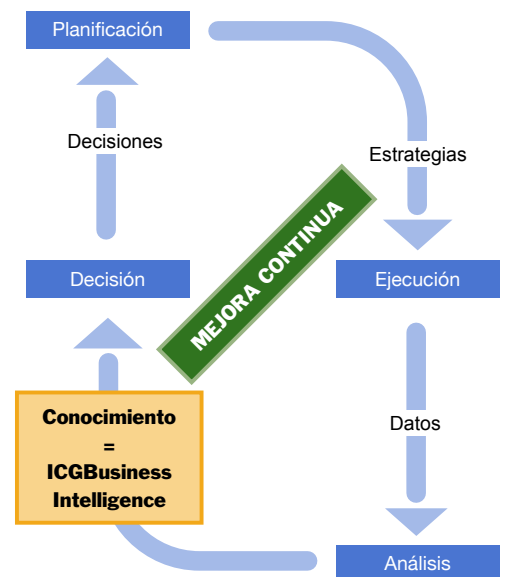 Planificación
Decisiones
Estrategias
MEJORA CONTINUA
Decisión
Ejecución
Conocimiento
=
ICGBusiness
Intelligence
Datos
Análisis